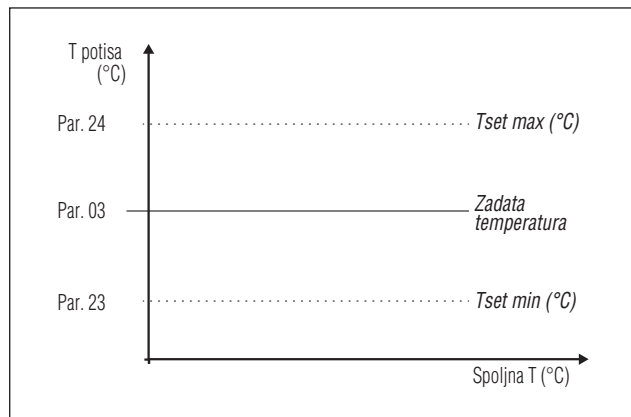 T potisa
(°C)
Par. 24
Tset max (°C)
Par. 03
Zadata
temperatura
Par. 23
Tset min (°C)
Spoljna T (°C)